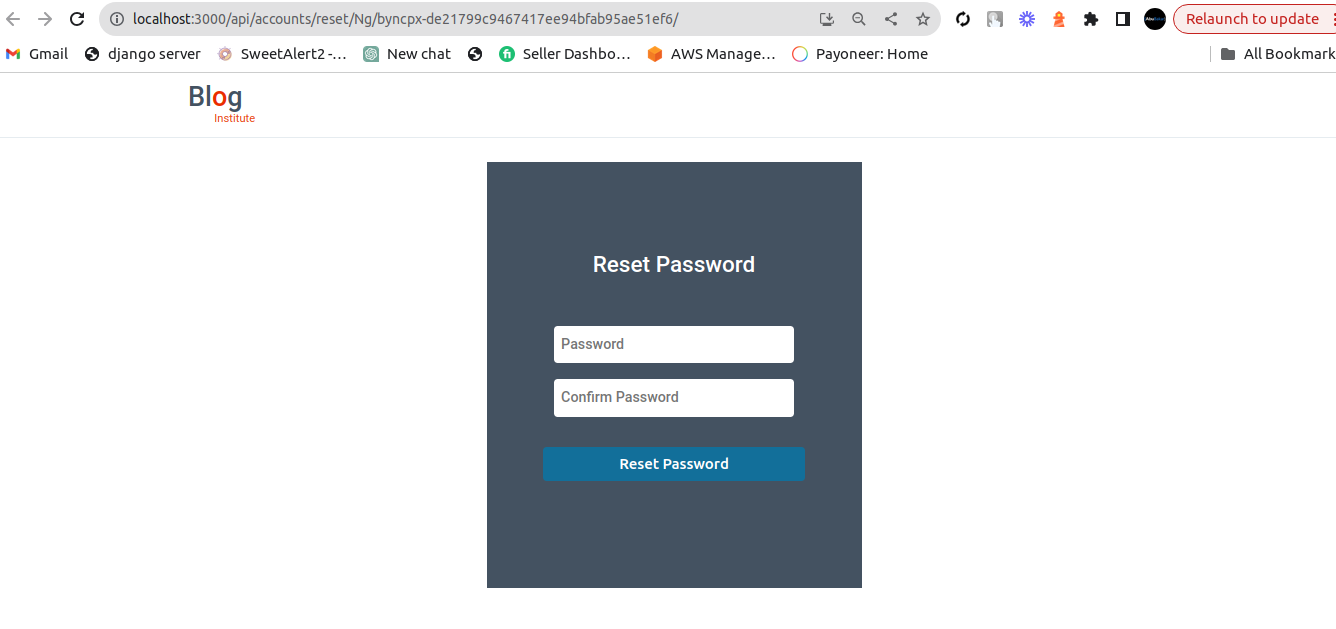 localhost:3000/api/accounts/reset/Ng/byncpx-de21799c9467417ee94bfab95ae51ef6/
Relaunch to update
Gmail django server SweetAlert2 -... New chat Seller Dashbo... AWS Manage... Payoneer: Home All Bookmark
Blog
Institute
Reset Password
Password
Confirm Password
Reset Password